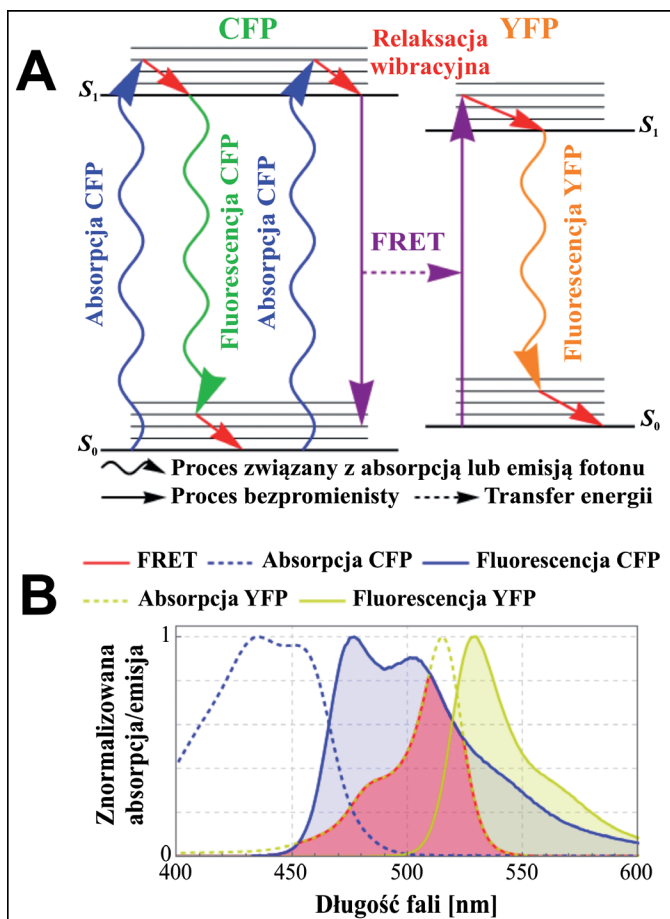 A
CFP
Relaksacja
wibracyjna
YFP
S₁
S₁
Absorpcja CFP
Fluorescencja CFP
Absorpcja CFP
FRET
Fluorescencja YFP
S₀
S₀
Proces związany z absorpcją lub emisją fotonu
Proces bezpromienisty
Transfer energii
FRET
Absorpcja CFP
Fluorescencja CFP
Absorpcja YFP
Fluorescencja YFP
B
Znormalizowana
absorpcja/emisja
1
0
400
450
500
550
600
Długość fali [nm]